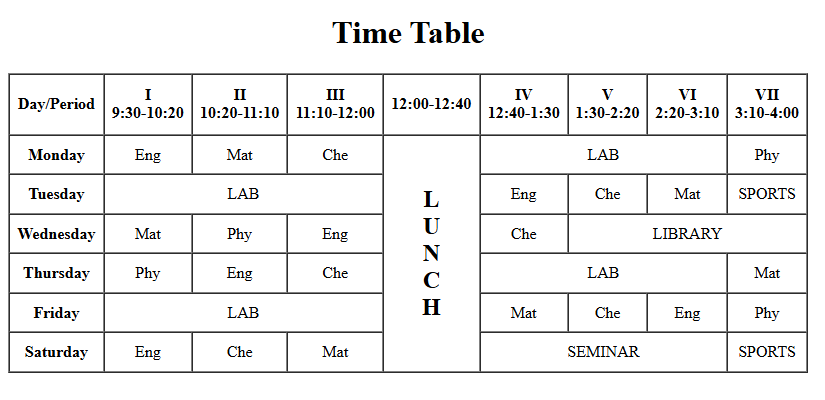 Time Table
Day/Period I 9:30-10:20 II 10:20-11:10 III 11:10-12:00 12:00-12:40 IV 12:40-1:30 V 1:30-2:20 VI 2:20-3:10 VII 3:10-4:00
Monday Eng Mat Che LUNCH LAB Phy
Tuesday LAB Eng Che Mat SPORTS
Wednesday Mat Phy Eng Che LIBRARY
Thursday Phy Eng Che LAB Mat
Friday LAB Mat Che Eng Phy
Saturday Eng Che Mat SEMINAR SPORTS